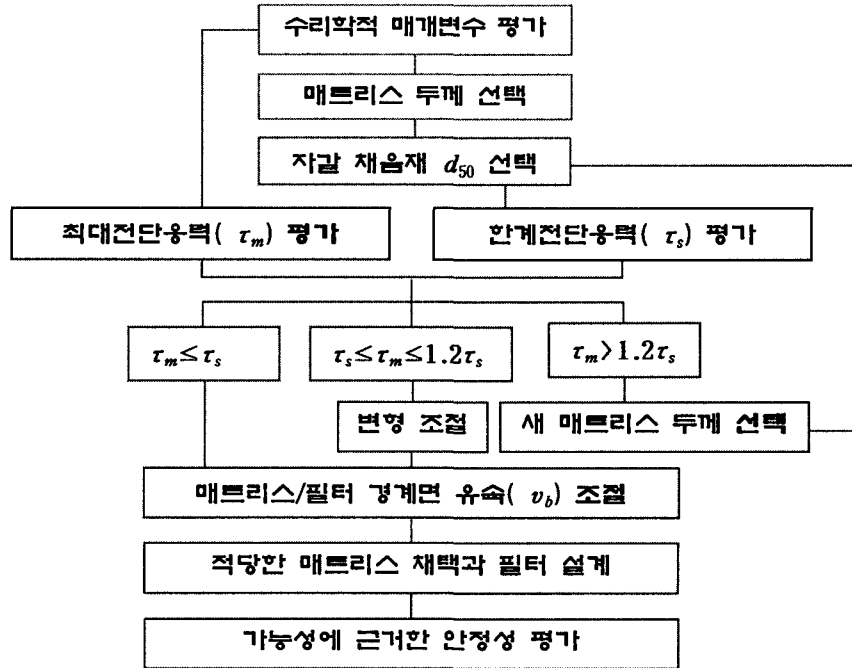 수리학적 매개변수 평가
매트리스 두께 선택
자갈 채움재 d₅₀ 선택
최대전단응력( τₘ) 평가
한계전단응력( τₛ) 평가
τₘ≤τₛ
τₛ≤τₘ≤1.2τₛ
τₘ>1.2τₛ
변형 조절
새 매트리스 두께 선택
매트리스/필터 경계면 유속( v_b) 조절
적당한 매트리스 채택과 필터 설계
가능성에 근거한 안정성 평가